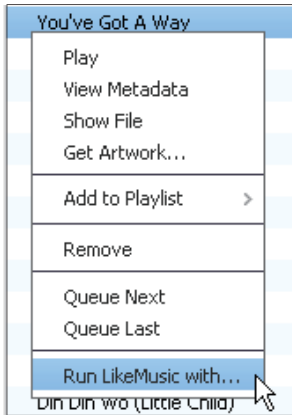 You've Got A Way
Play
View Metadata
Show File
Get Artwork...
Add to Playlist
Remove
Queue Next
Queue Last
Run LikeMusic with...
Din Din Wo (Little Child)